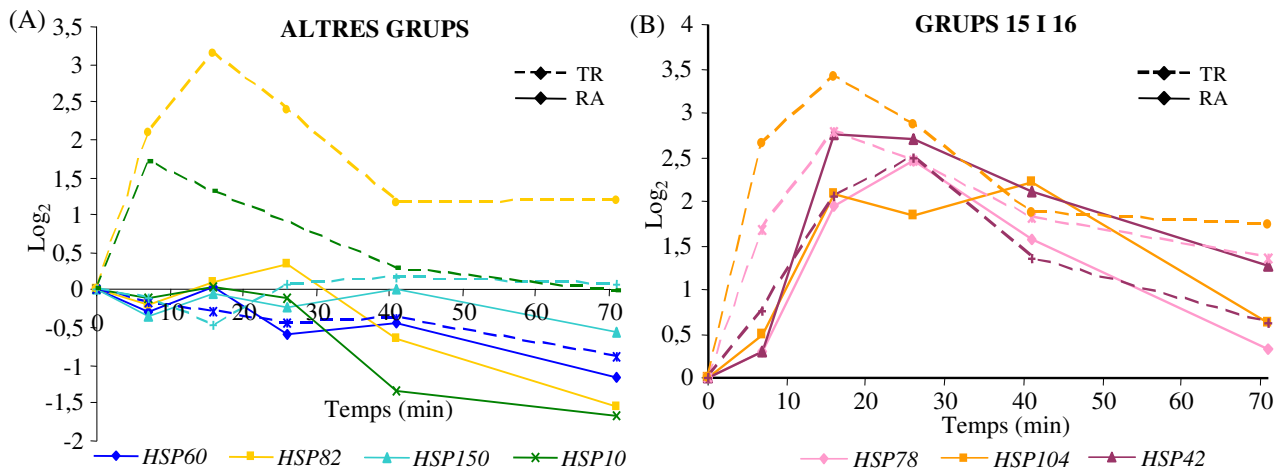 (A)
ALTRES GRUPS
3,5
3
2,5
2
1,5
1
0,5
0
-0,5
-1
-1,5
-2
Log2
TR
RA
0 10 20 30 40 50 60 70
Temps (min)
HSP60 HSP82 HSP150 HSP10
(B)
GRUPS 15 I 16
4
3,5
3
2,5
2
1,5
1
0,5
0
Log2
TR
RA
0 10 20 30 40 50 60 70
Temps (min)
HSP78 HSP104 HSP42